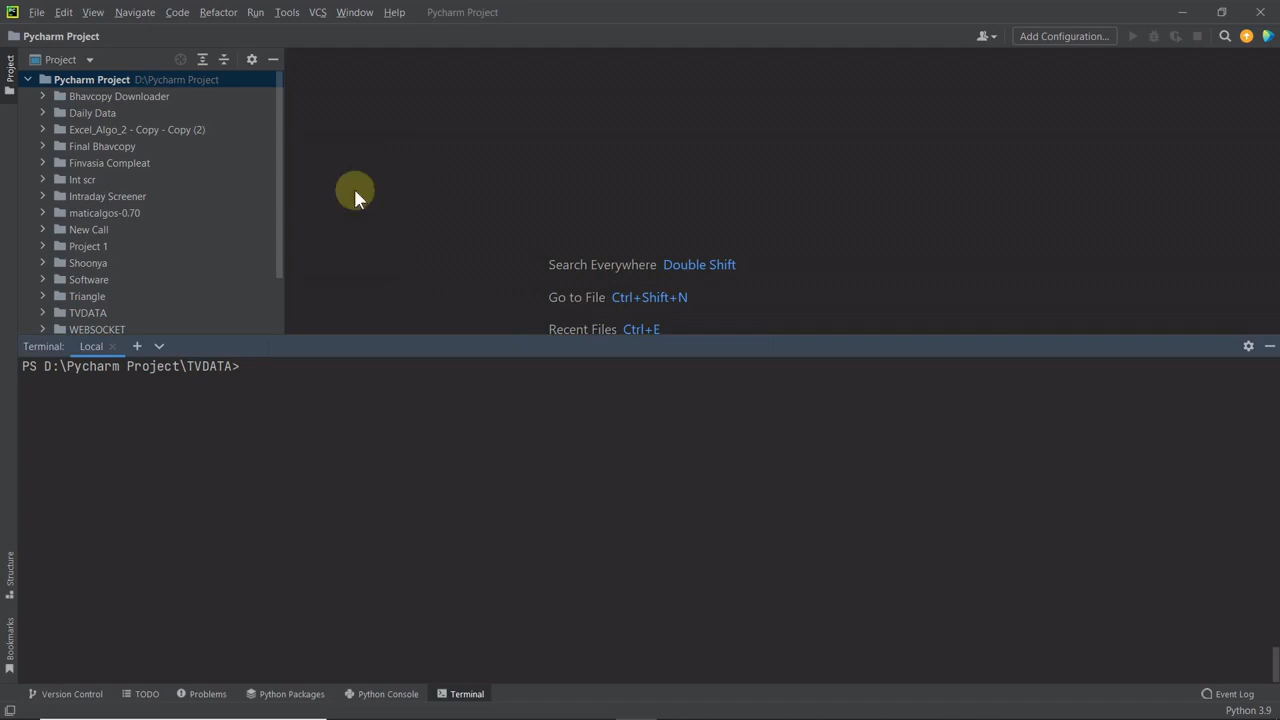 File Edit View Navigate Code Refactor Run Tools VCS Window Help Pycharm Project
Pycharm Project Add Configuration...
Project
Project
Pycharm Project D:\Pycharm Project
Bhavcopy Downloader
Daily Data
Excel_Algo_2 - Copy - Copy (2)
Final Bhavcopy
Finvasia Compleat
Int scr
Intraday Screener
maticalgos-0.70
New Call
Project 1
Shoonya
Software
Triangle
TVDATA
WEBSOCKET
Search Everywhere Double Shift
Go to File Ctrl+Shift+N
Recent Files Ctrl+E
Terminal: Local
PS D:\Pycharm Project\TVDATA>
Structure
Bookmarks
Version Control TODO Problems Python Packages Python Console Terminal Event Log
Python 3.9